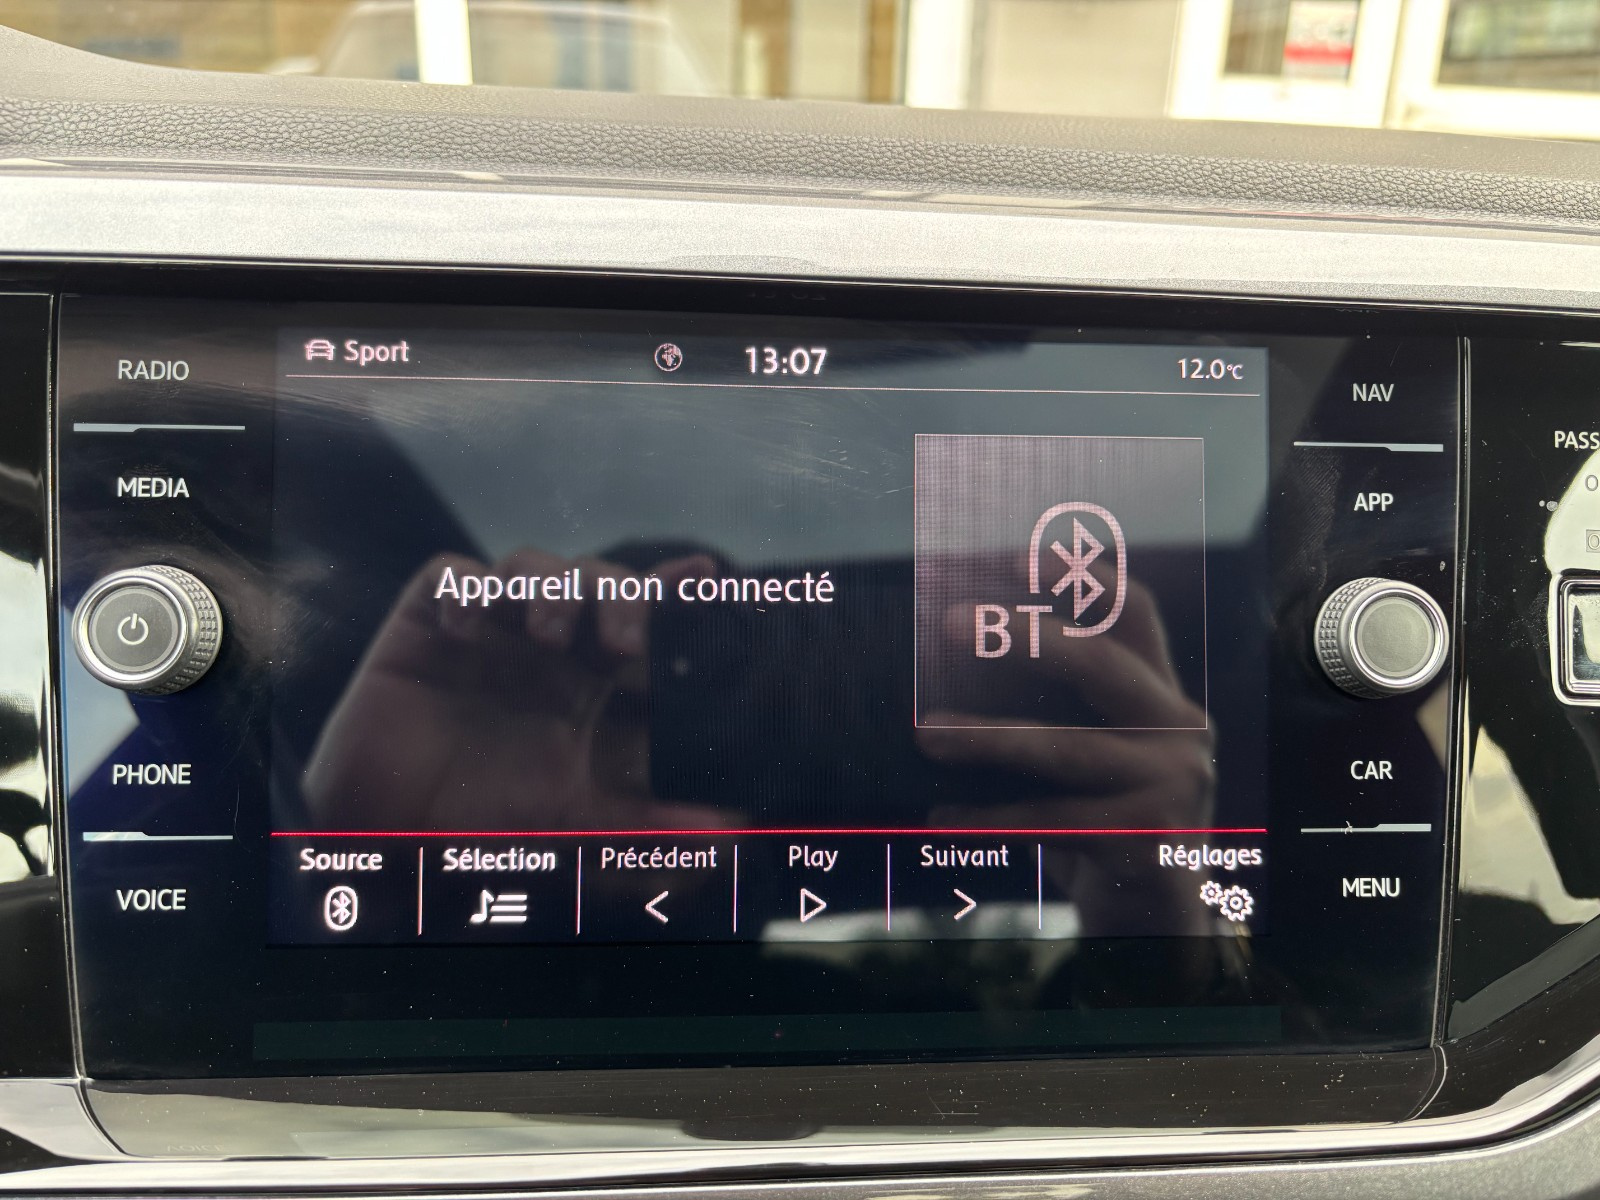 RADIO
MEDIA
PHONE
VOICE
Sport
13:07
12.0°C
Appareil non connecté
BT
Source
Sélection
Précédent
Play
Suivant
Réglages
NAV
APP
CAR
MENU
PASS